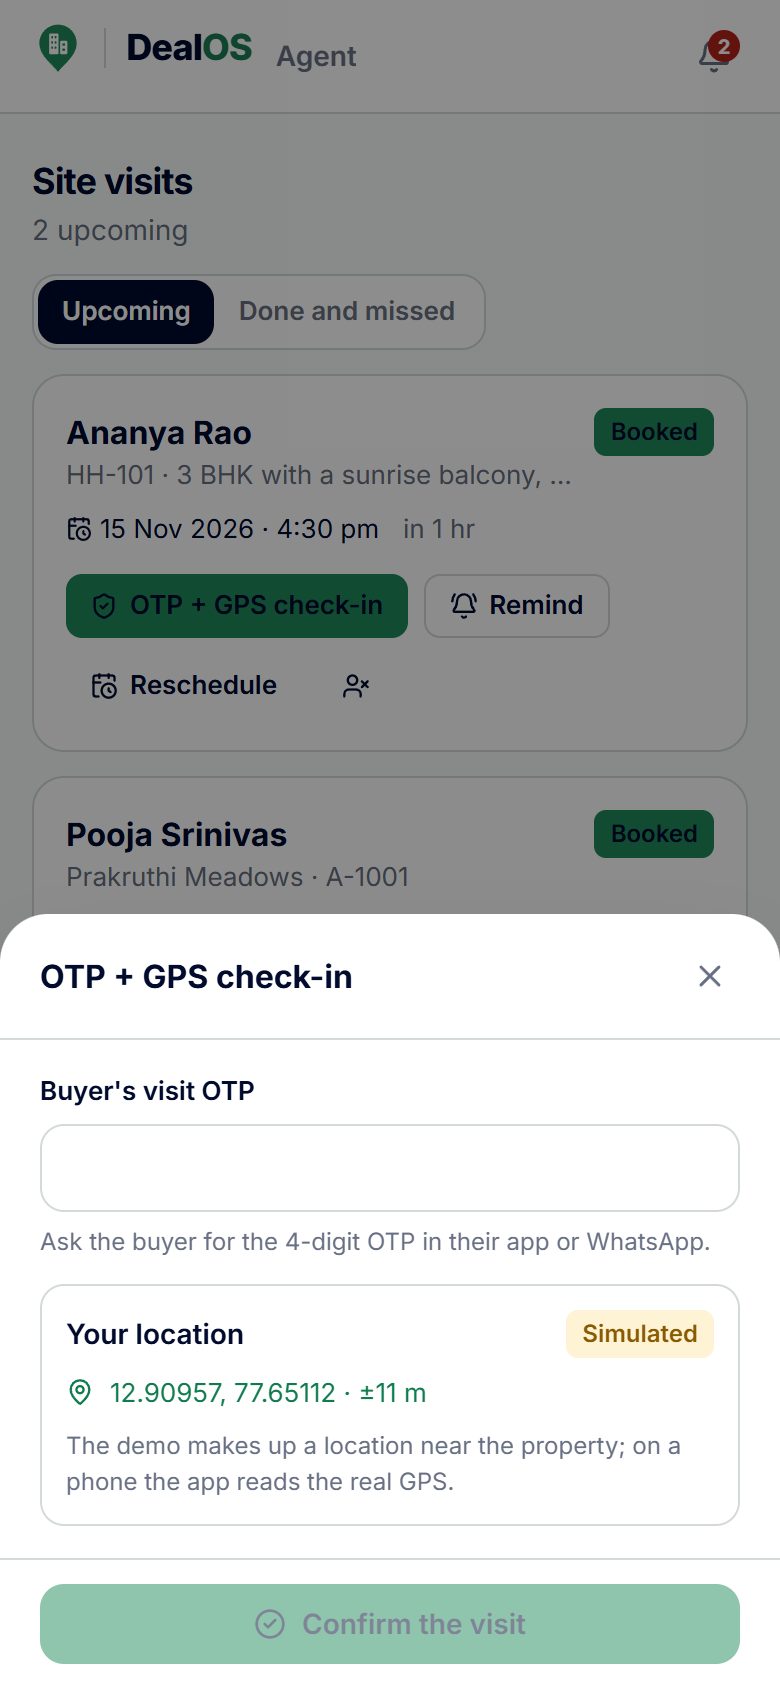 DealOS Agent 2
Site visits
2 upcoming
Upcoming Done and missed
Ananya Rao Booked
HH-101 · 3 BHK with a sunrise balcony, ...
15 Nov 2026 · 4:30 pm in 1 hr
OTP + GPS check-in Remind
Reschedule
Pooja Srinivas Booked
Prakruthi Meadows · A-1001
OTP + GPS check-in
Buyer's visit OTP
Ask the buyer for the 4-digit OTP in their app or WhatsApp.
Your location Simulated
12.90957, 77.65112 · ±11 m
The demo makes up a location near the property; on a
phone the app reads the real GPS.
Confirm the visit